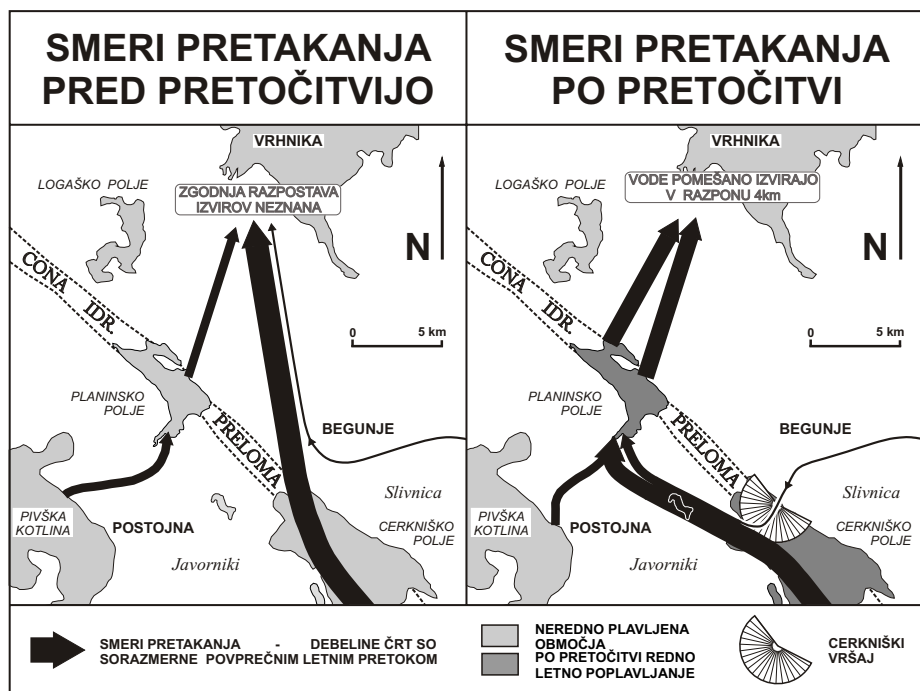 SMERI PRETAKANJA
PRED PRETOČITVIJO
VRHNIKA
LOGAŠKO POLJE
ZGODNJA RAZPOSTAVA
IZVIROV NEZNANA
N
CONA IDR.
0 5 km
PLANINSKO
POLJE
PRELOMA
BEGUNJE
Slivnica
PIVŠKA
KOTLINA
POSTOJNA
CERKNIŠKO
POLJE
Javorniki
SMERI PRETAKANJA
PO PRETOČITVI
VRHNIKA
LOGAŠKO POLJE
VODE POMEŠANO IZVIRAJO
V RAZPONU 4km
N
CONA IDR.
0 5 km
PLANINSKO
POLJE
PRELOMA
BEGUNJE
Slivnica
PIVŠKA
KOTLINA
POSTOJNA
CERKNIŠKO
POLJE
Javorniki
SMERI PRETAKANJA - DEBELINE ČRT SO
SORAZMERNE POVPREČNIM LETNIM PRETOKOM
NEREDNO PLAVLJENA
OBMOČJA
PO PRETOČITVI REDNO
LETNO POPLAVLJANJE
CERKNIŠKI
VRŠAJ